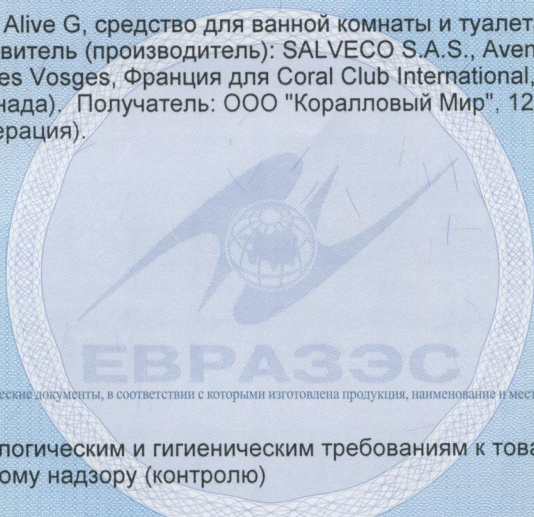 Alive G, средство для ванной комнаты и туалет
витель (производитель): SALVECO S.A.S., Aven
es Vosges, Франция для Coral Club International,
нада). Получатель: ООО "Коралловый Мир", 12
ерация).
ЕВРАЗЭС
еские документы, в соответствии с которыми изготовлена продукция, наименование и мест
логическим и гигиеническим требованиям к това
ому надзору (контролю)